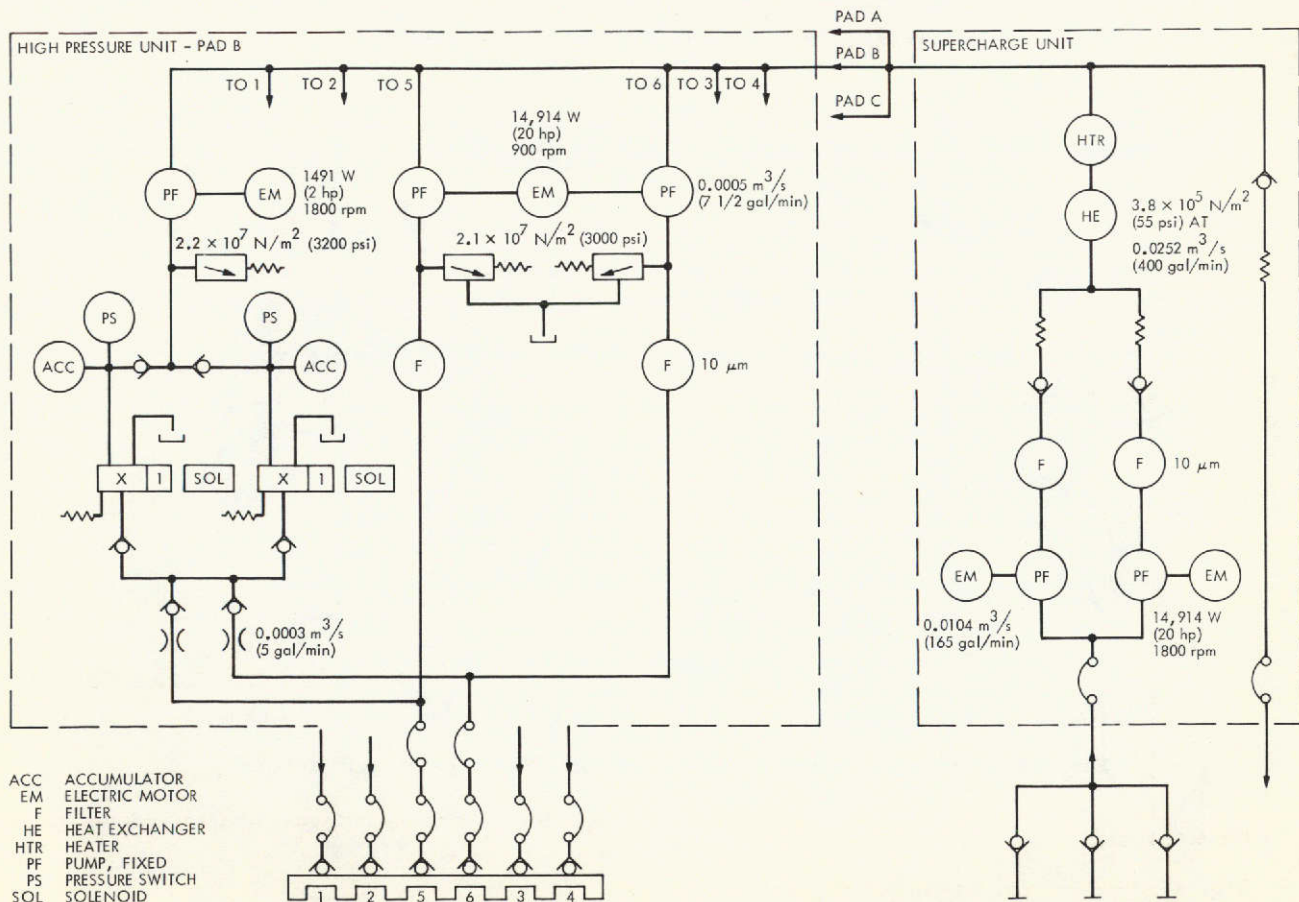 HIGH PRESSURE UNIT - PAD B
PAD A
PAD B
PAD C
SUPERCHARGE UNIT
TO 1
TO 2
TO 5
TO 6
TO 3
TO 4
14,914 W
(20 hp)
900 rpm
PF
EM
1491 W
(2 hp)
1800 rpm
PF
EM
PF
0.0005 m³/s
(7 1/2 gal/min)
2.2 × 10⁷ N/m² (3200 psi)
2.1 × 10⁷ N/m² (3000 psi)
HTR
HE
3.8 × 10⁵ N/m²
(55 psi) AT
0.0252 m³/s
(400 gal/min)
PS
PS
ACC
ACC
F
F
10 μm
X
1
SOL
X
1
SOL
F
F
10 μm
EM
PF
PF
EM
0.0104 m³/s
(165 gal/min)
14,914 W
(20 hp)
1800 rpm
0.0003 m³/s
(5 gal/min)
ACC ACCUMULATOR
EM ELECTRIC MOTOR
F FILTER
HE HEAT EXCHANGER
HTR HEATER
PF PUMP, FIXED
PS PRESSURE SWITCH
SOL SOLENOID
1 2 5 6 3 4